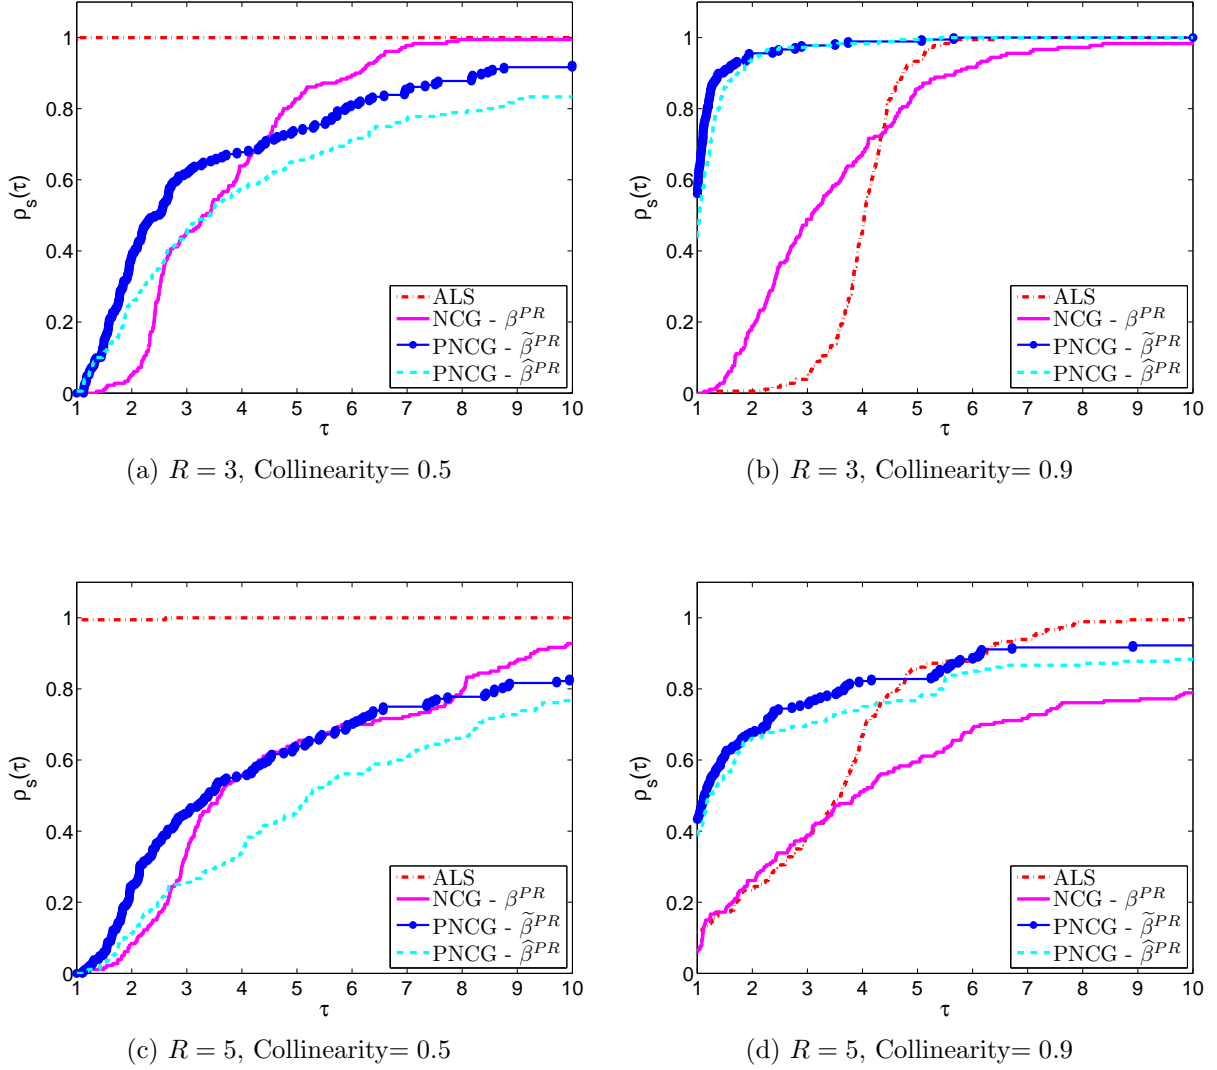 1
0.8
0.6
0.4
0.2
0
ρs(τ)
1 2 3 4 5 6 7 8 9 10
τ
ALS
NCG - β^PR
PNCG - β̃^PR
PNCG - β̂^PR
(a) R = 3, Collinearity= 0.5
1
0.8
0.6
0.4
0.2
0
ρs(τ)
1 2 3 4 5 6 7 8 9 10
τ
ALS
NCG - β^PR
PNCG - β̃^PR
PNCG - β̂^PR
(b) R = 3, Collinearity= 0.9
1
0.8
0.6
0.4
0.2
0
ρs(τ)
1 2 3 4 5 6 7 8 9 10
τ
ALS
NCG - β^PR
PNCG - β̃^PR
PNCG - β̂^PR
(c) R = 5, Collinearity= 0.5
1
0.8
0.6
0.4
0.2
0
ρs(τ)
1 2 3 4 5 6 7 8 9 10
τ
ALS
NCG - β^PR
PNCG - β̃^PR
PNCG - β̂^PR
(d) R = 5, Collinearity= 0.9